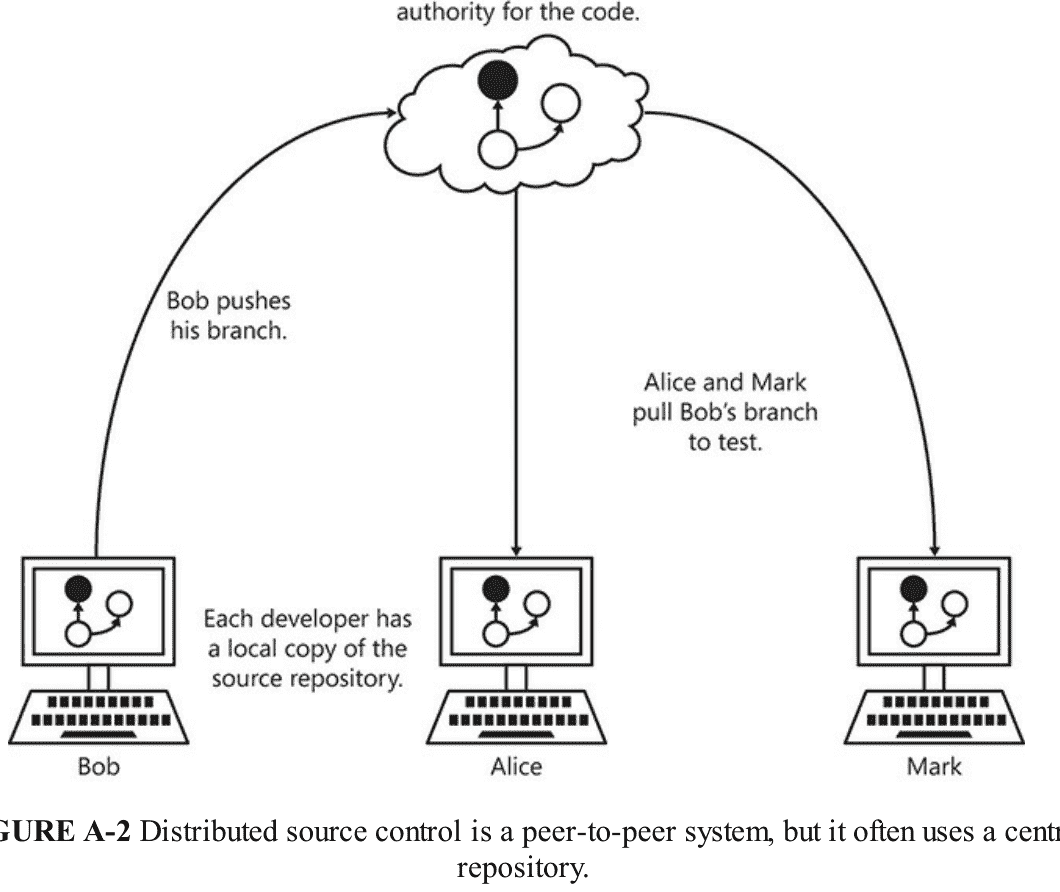 authority for the code.
Bob pushes
his branch.
Alice and Mark
pull Bob's branch
to test.
Each developer has
a local copy of the
source repository.
Bob
Alice
Mark
GURE A-2 Distributed source control is a peer-to-peer system, but it often uses a centr
repository.